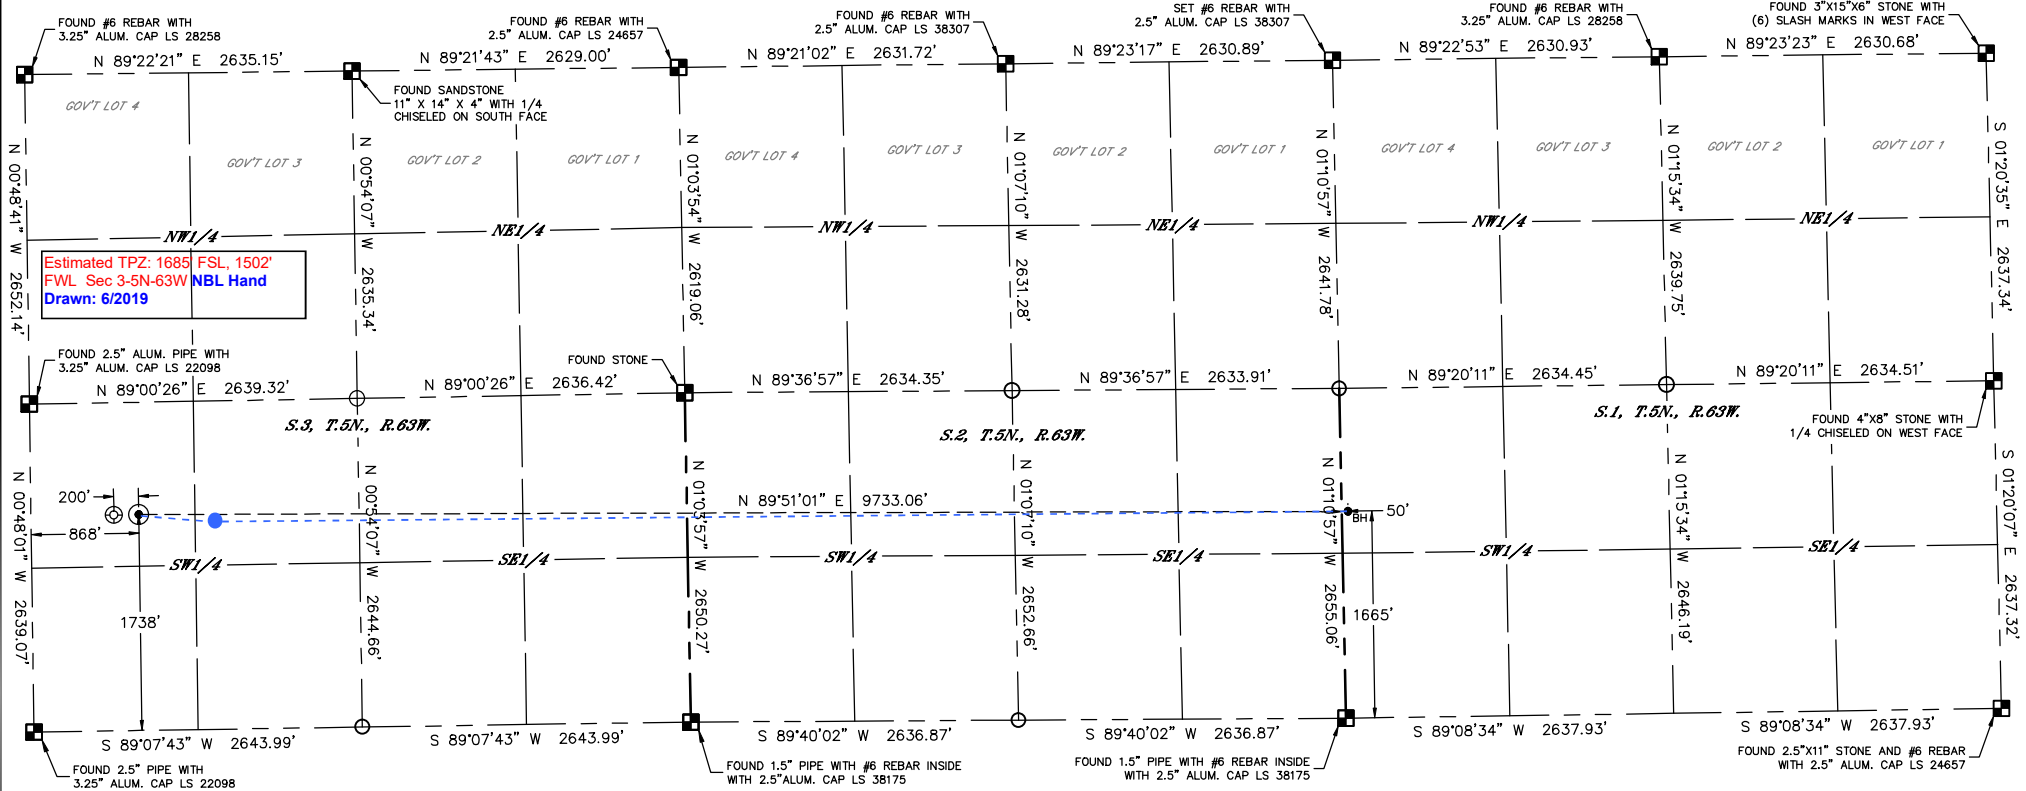 FOUND #6 REBAR WITH
3.25" ALUM. CAP LS 28258
FOUND #6 REBAR WITH
2.5" ALUM. CAP LS 24657
FOUND #6 REBAR WITH
2.5" ALUM. CAP LS 38307
SET #6 REBAR WITH
2.5" ALUM. CAP LS 38307
FOUND #6 REBAR WITH
3.25" ALUM. CAP LS 28258
FOUND 3"X15"X6" STONE WITH
(6) SLASH MARKS IN WEST FACE
N 89°22'21" E 2635.15'
N 89°21'43" E 2629.00'
N 89°21'02" E 2631.72'
N 89°23'17" E 2630.89'
N 89°22'53" E 2630.93'
N 89°23'23" E 2630.68'
FOUND SANDSTONE
11" X 14" X 4" WITH 1/4
CHISELED ON SOUTH FACE
GOV'T LOT 4
GOV'T LOT 3
GOV'T LOT 2
GOV'T LOT 1
GOV'T LOT 4
GOV'T LOT 3
GOV'T LOT 2
GOV'T LOT 1
GOV'T LOT 4
GOV'T LOT 3
GOV'T LOT 2
GOV'T LOT 1
N 00°48'41" W 2652.14'
N 00°54'07" W 2635.34'
N 01°03'54" W 2619.06'
N 01°07'10" W 2631.28'
N 01°10'57" W 2641.78'
N 01°15'34" W 2639.75'
S 01°20'35" E 2637.34'
NW1/4
NE1/4
NW1/4
NE1/4
NW1/4
NE1/4
Estimated TPZ: 1685' FSL, 1502'
FWL Sec 3-5N-63W NBL Hand
Drawn: 6/2019
FOUND 2.5" ALUM. PIPE WITH
3.25" ALUM. CAP LS 22098
FOUND STONE
N 89°00'26" E 2639.32'
N 89°00'26" E 2636.42'
N 89°36'57" E 2634.35'
N 89°36'57" E 2633.91'
N 89°20'11" E 2634.45'
N 89°20'11" E 2634.51'
S.3, T.5N., R.63W.
S.2, T.5N., R.63W.
S.1, T.5N., R.63W.
FOUND 4"X8" STONE WITH
1/4 CHISELED ON WEST FACE
N 00°48'01" W 2639.07'
N 00°54'07" W 2644.66'
N 01°05'57" W 2650.27'
N 01°07'10" W 2652.66'
N 01°10'57" W 2655.06'
N 01°15'34" W 2646.19'
S 01°20'07" E 2637.32'
200'
N 89°51'01" E 9733.06'
BH
50'
868'
SW1/4
SE1/4
SW1/4
SE1/4
SW1/4
SE1/4
1738'
1665'
S 89°07'43" W 2643.99'
S 89°07'43" W 2643.99'
S 89°40'02" W 2636.87'
S 89°40'02" W 2636.87'
S 89°08'34" W 2637.93'
S 89°08'34" W 2637.93'
FOUND 2.5" PIPE WITH
3.25" ALUM. CAP LS 22098
FOUND 1.5" PIPE WITH #6 REBAR INSIDE
WITH 2.5"ALUM. CAP LS 38175
FOUND 1.5" PIPE WITH #6 REBAR INSIDE
WITH 2.5" ALUM. CAP LS 38175
FOUND 2.5"X11" STONE AND #6 REBAR
WITH 2.5" ALUM. CAP LS 24657